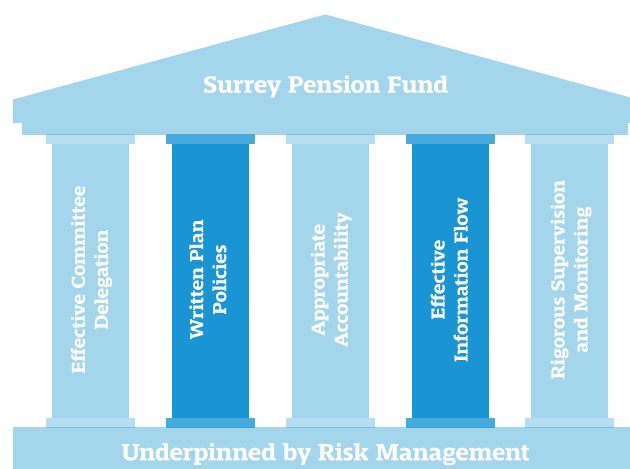 Surrey Pension Fund
Effective Committee
Delegation
Written Plan
Policies
Appropriate
Accountability
Effective
Information Flow
Rigorous Supervision
and Monitoring
Underpinned by Risk Management